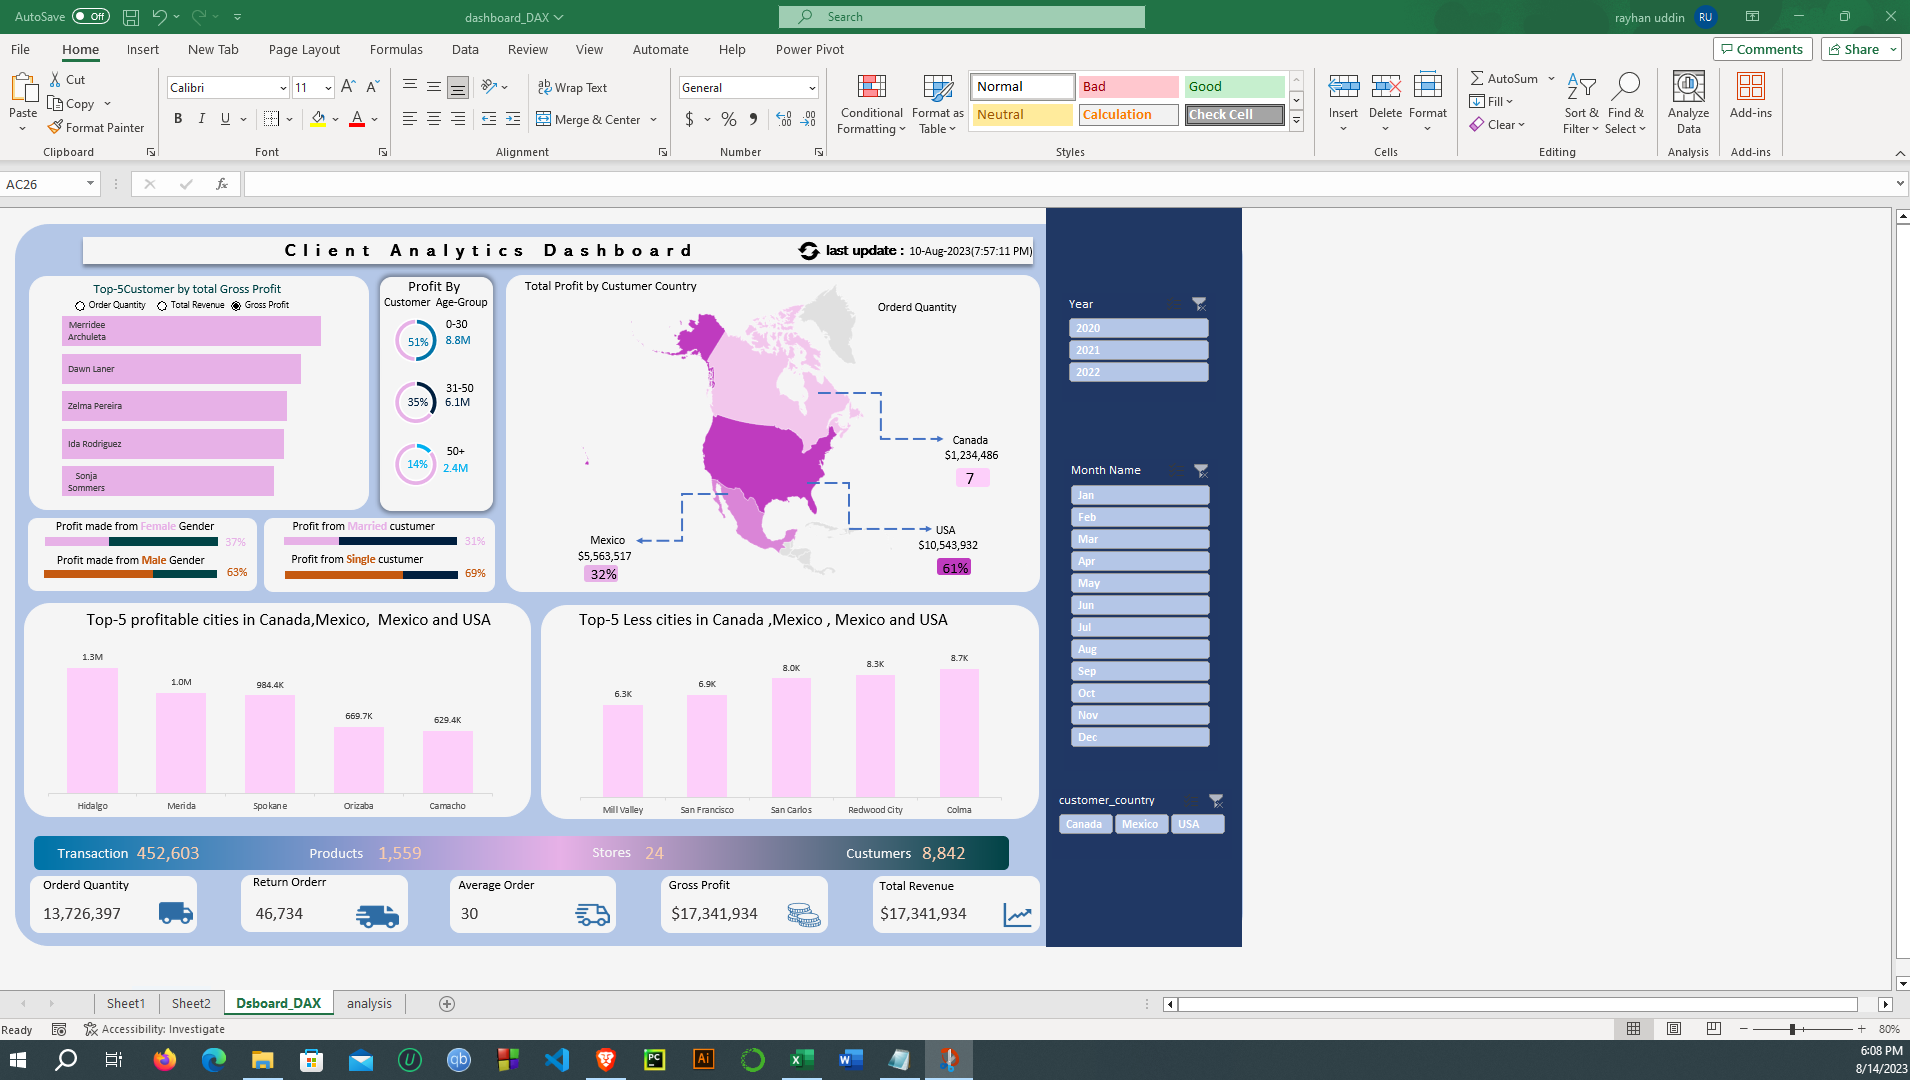 AutoSave Off dashboard_DAX Search rayhan uddin RU
File Home Insert New Tab Page Layout Formulas Data Review View Automate Help Power Pivot Comments Share
Cut
Copy
Format Painter
Paste
Clipboard
Calibri 11
B I U
Font
Wrap Text
Merge & Center
Alignment
General
$ %
Number
Conditional Formatting
Format as Table
Normal Bad Good
Neutral Calculation Check Cell
Styles
Insert Delete Format
Cells
AutoSum
Fill
Clear
Sort & Filter
Find & Select
Editing
Analyze Data
Analysis
Add-ins
Add-ins
AC26 fx
Client Analytics Dashboard
last update : 10-Aug-2023(7:57:11 PM)
Top-5Customer by total Gross Profit
Order Quantity Total Revenue Gross Profit
Merridee
Archuleta
Dawn Laner
Zelma Pereira
Ida Rodriguez
Sonja
Sommers
Profit By
Customer Age-Group
51% 0-30
8.8M
35% 31-50
6.1M
14% 50+
2.4M
Total Profit by Custumer Country
Orderd Quantity
Canada
$1,234,486
7
USA
$10,543,932
61%
Mexico
$5,563,517
32%
Profit made from Female Gender
37%
Profit made from Male Gender
63%
Profit from Married custumer
31%
Profit from Single custumer
69%
Top-5 profitable cities in Canada,Mexico, Mexico and USA
1.3M
1.0M
984.4K
669.7K
629.4K
Hidalgo Merida Spokane Orizaba Camacho
Top-5 Less cities in Canada ,Mexico , Mexico and USA
6.3K
6.9K
8.0K
8.3K
8.7K
Mill Valley San Francisco San Carlos Redwood City Colma
Transaction 452,603 Products 1,559 Stores 24 Custumers 8,842
Orderd Quantity
13,726,397
Return Orderr
46,734
Average Order
30
Gross Profit
$17,341,934
Total Revenue
$17,341,934
Year
2020
2021
2022
Month Name
Jan
Feb
Mar
Apr
May
Jun
Jul
Aug
Sep
Oct
Nov
Dec
customer_country
Canada Mexico USA
Sheet1 Sheet2 Dsboard_DAX analysis
Ready Accessibility: Investigate 80%
6:08 PM
8/14/2023